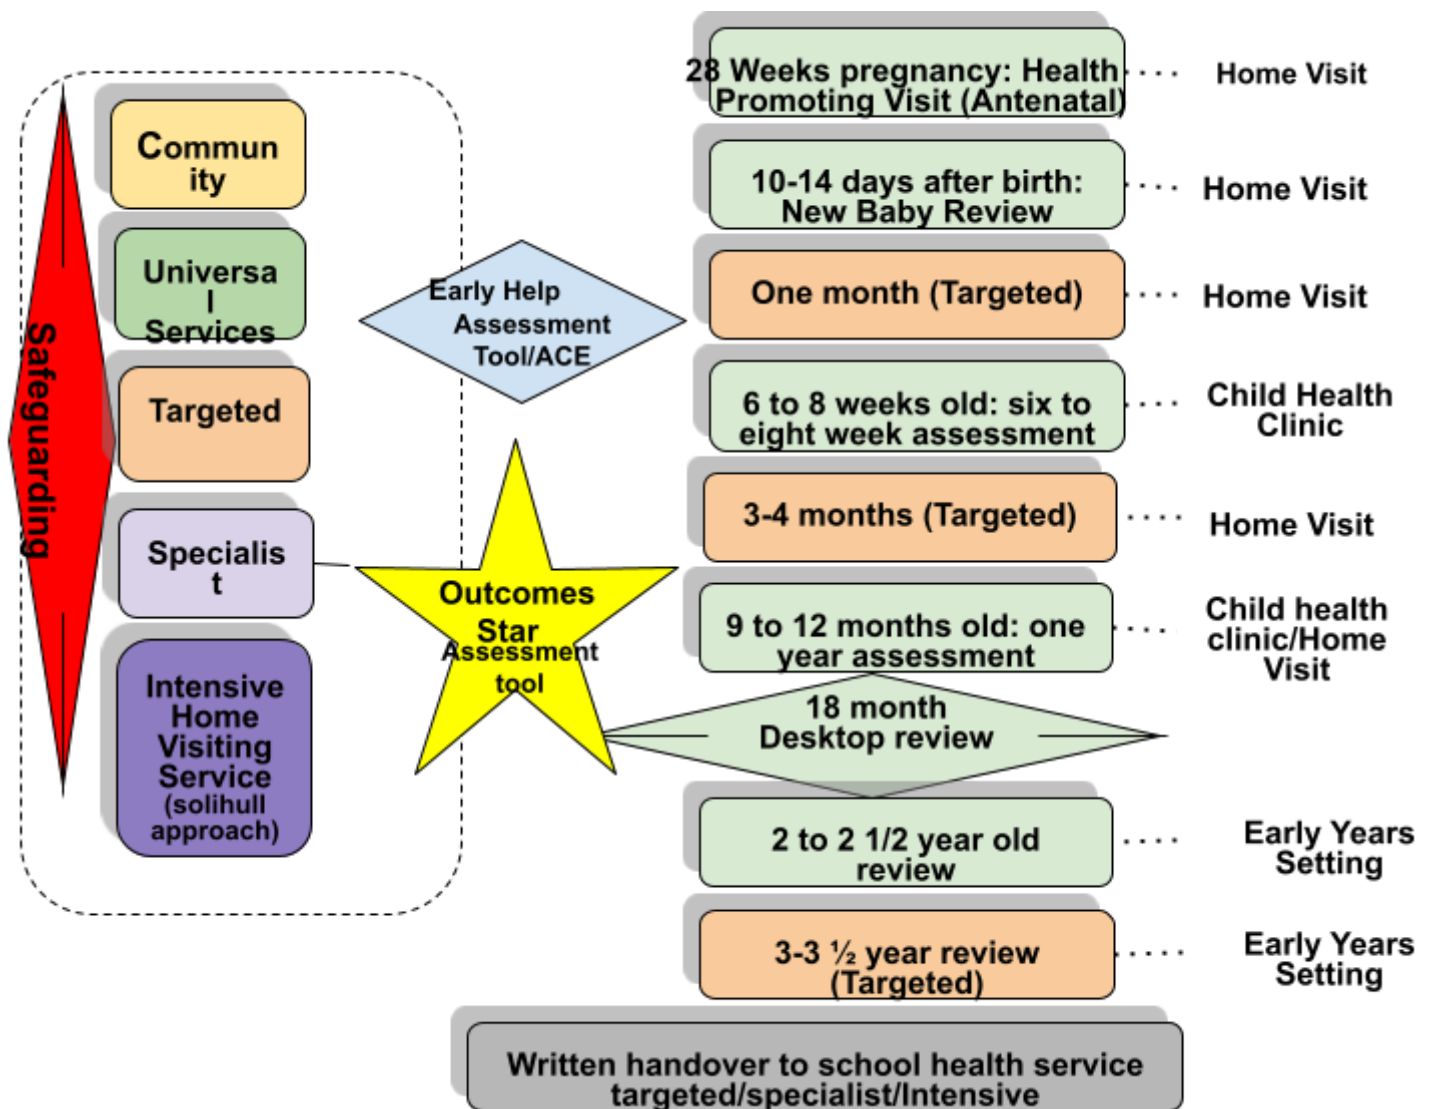 Safeguarding
Commun
ity
Universa
l
Services
Targeted
Specialis
t
Intensive
Home
Visiting
Service
(solihull
approach)
Early Help
Assessment
Tool/ACE
Outcomes
Star
Assessment
tool
28 Weeks pregnancy: Health
Promoting Visit (Antenatal)
Home Visit
10-14 days after birth:
New Baby Review
Home Visit
One month (Targeted)
Home Visit
6 to 8 weeks old: six to
eight week assessment
Child Health
Clinic
3-4 months (Targeted)
Home Visit
9 to 12 months old: one
year assessment
Child health
clinic/Home
Visit
18 month
Desktop review
2 to 2 1/2 year old
review
Early Years
Setting
3-3 ½ year review
(Targeted)
Early Years
Setting
Written handover to school health service
targeted/specialist/Intensive